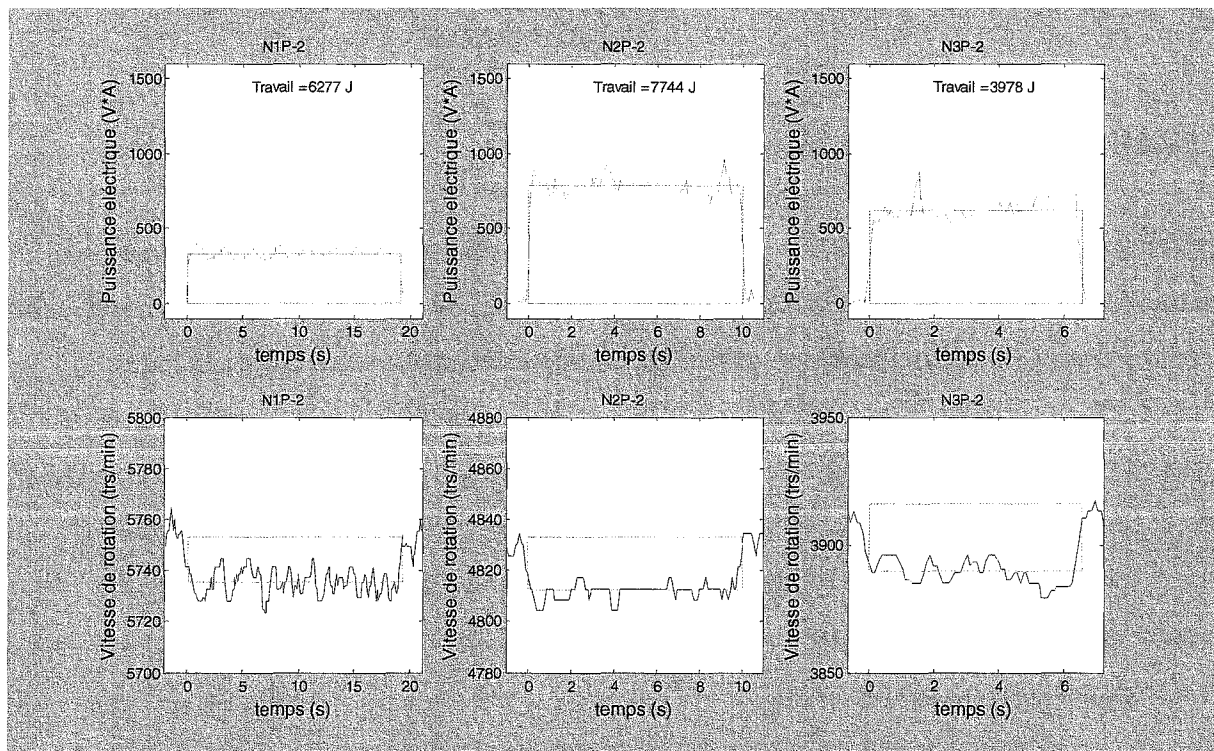 N1P-2
Puissance electrique (V*A)
1500
1000
500
0
Travail =6277 J
0 5 10 15 20
temps (s)
N2P-2
Puissance electrique (V*A)
1500
1000
500
0
Travail =7744 J
0 2 4 6 8 10
temps (s)
N3P-2
Puissance electrique (V*A)
1500
1000
500
0
Travail =3978 J
0 2 4 6
temps (s)
N1P-2
Vitesse de rotation (trs/min)
5800
5780
5760
5740
5720
5700
0 5 10 15 20
temps (s)
N2P-2
Vitesse de rotation (trs/min)
4880
4860
4840
4820
4800
4780
0 2 4 6 8 10
temps (s)
N3P-2
Vitesse de rotation (trs/min)
3950
3900
3850
0 2 4 6
temps (s)